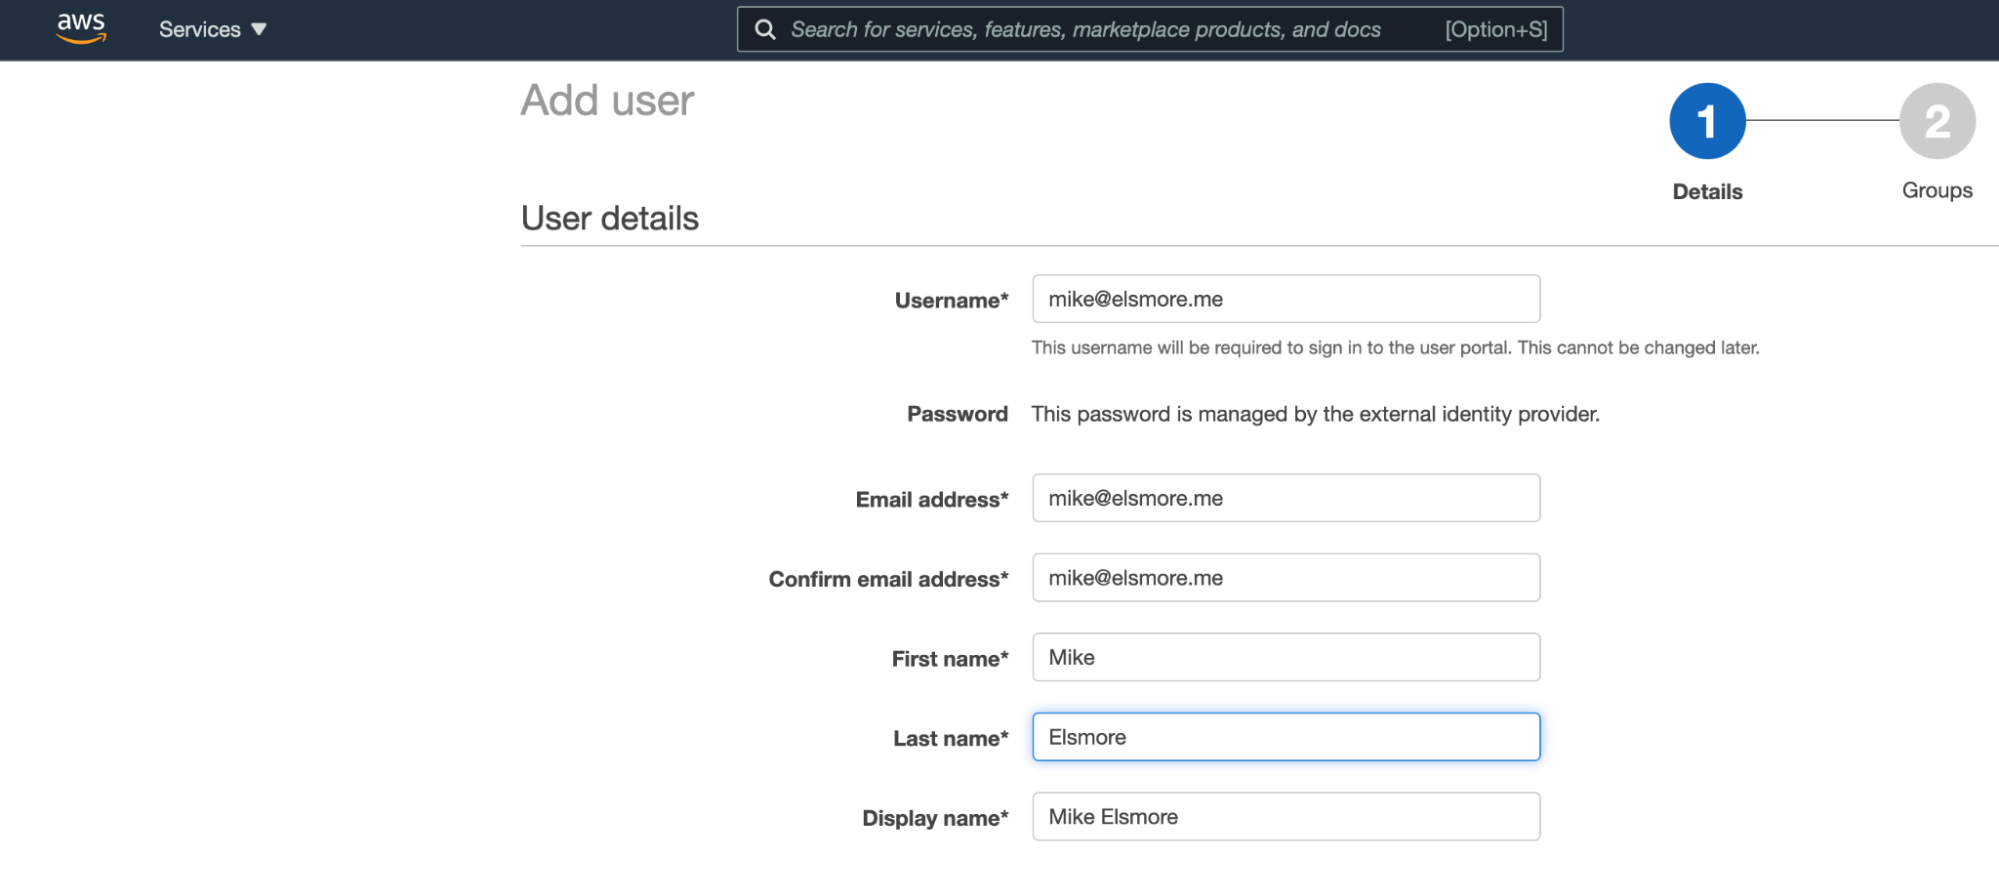 aws Services Search for services, features, marketplace products, and docs [Option+S]
Add user
1 2
Details Groups
User details
Username* mike@elsmore.me
This username will be required to sign in to the user portal. This cannot be changed later.
Password This password is managed by the external identity provider.
Email address* mike@elsmore.me
Confirm email address* mike@elsmore.me
First name* Mike
Last name* Elsmore
Display name* Mike Elsmore